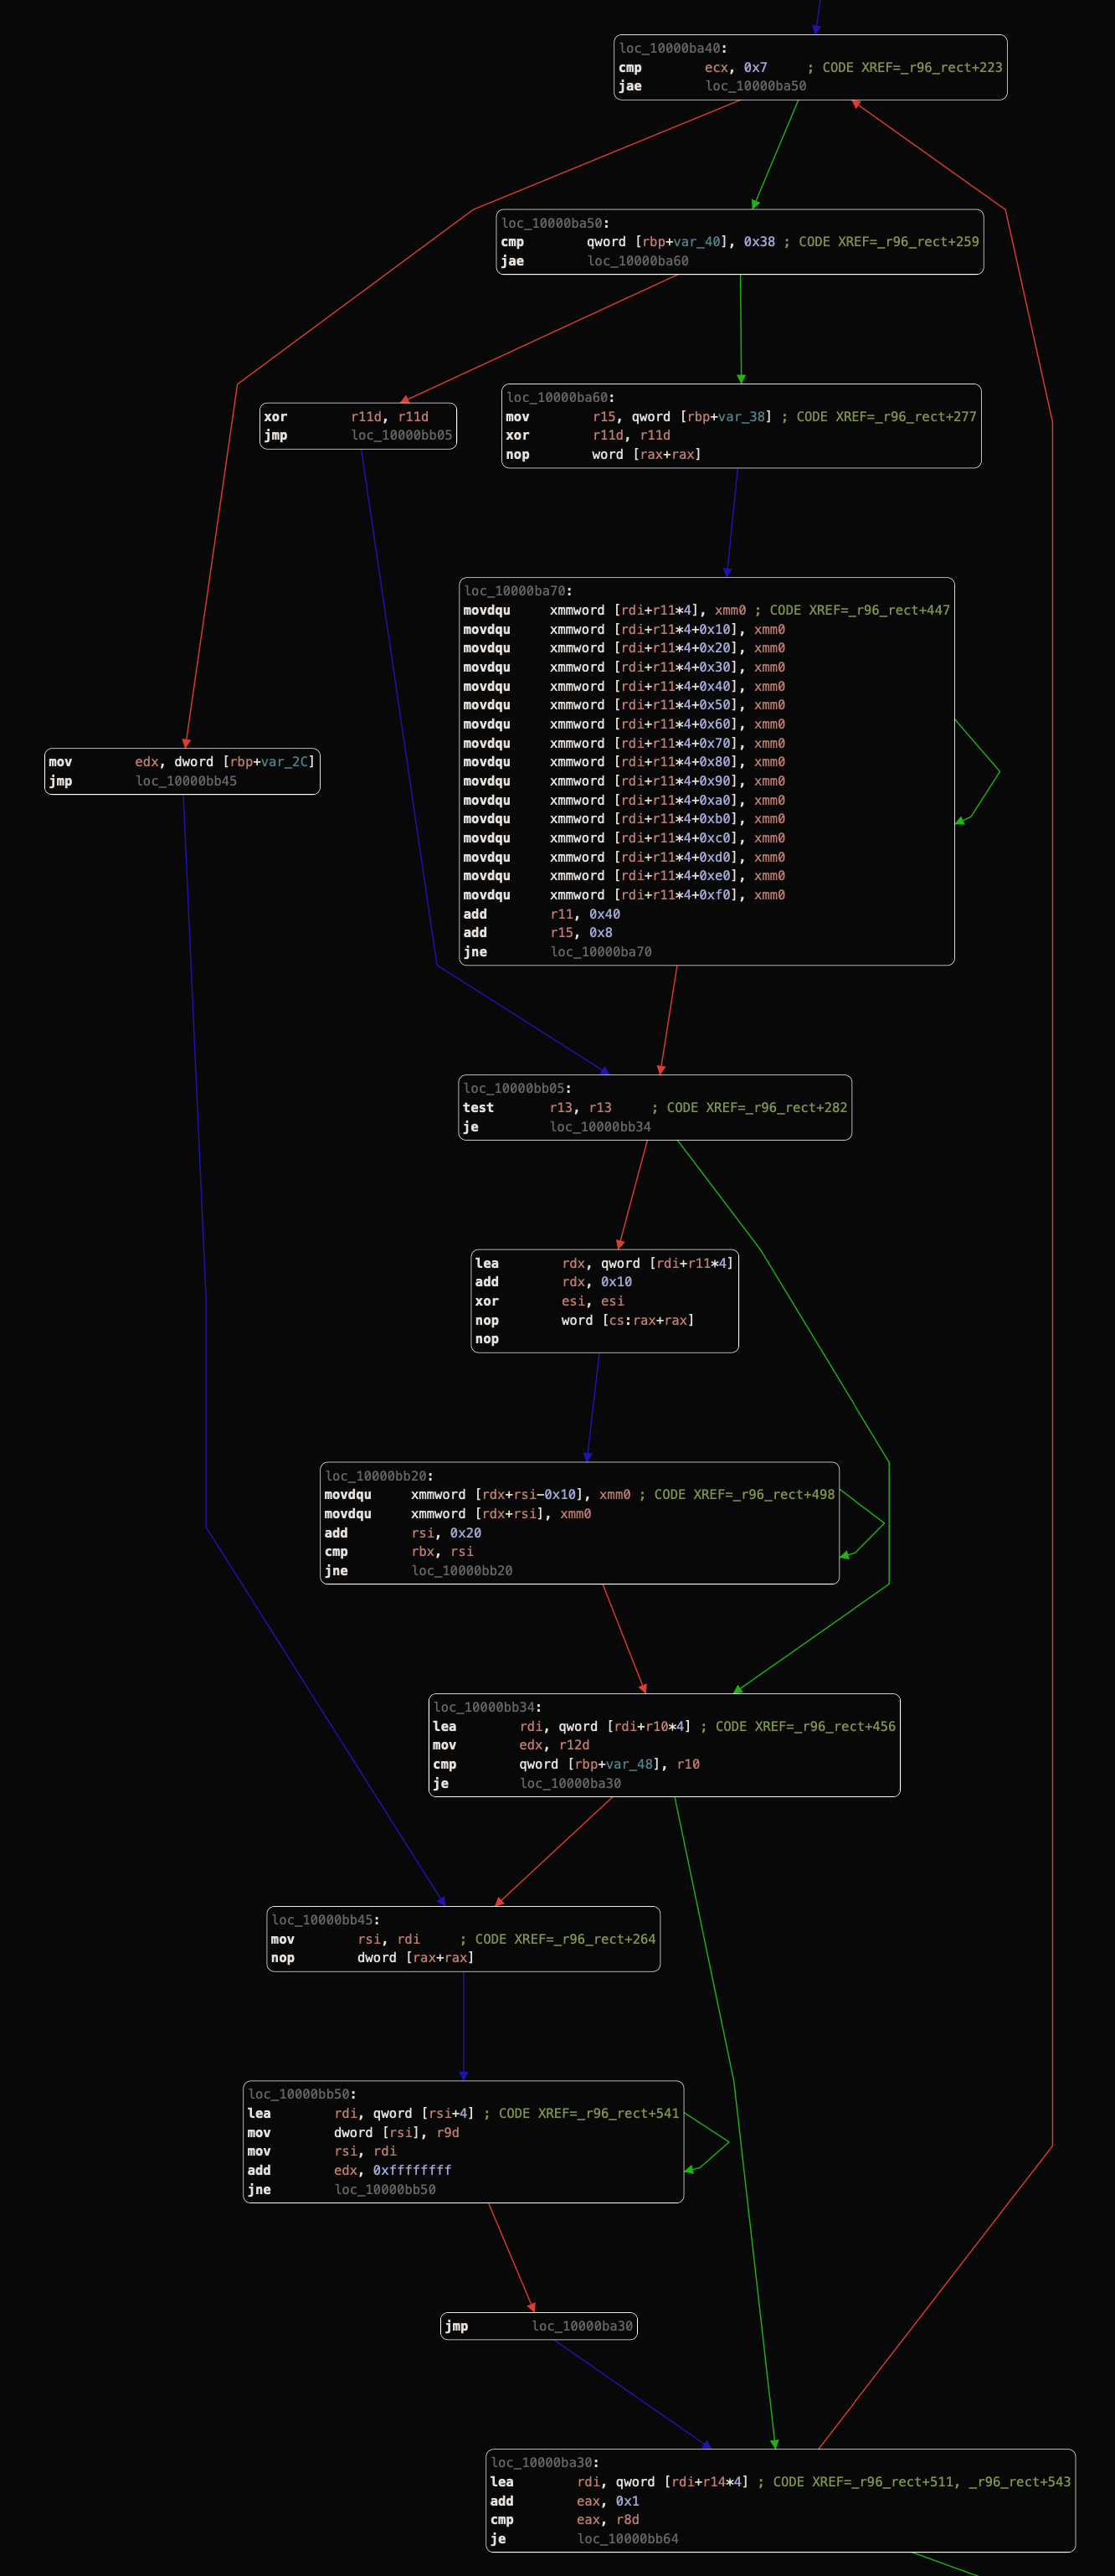 loc_10000ba40:
cmp ecx, 0x7 ; CODE XREF=_r96_rect+223
jae loc_10000ba50
loc_10000ba50:
cmp qword [rbp+var_40], 0x38 ; CODE XREF=_r96_rect+259
jae loc_10000ba60
xor r11d, r11d
jmp loc_10000bb05
loc_10000ba60:
mov r15, qword [rbp+var_38] ; CODE XREF=_r96_rect+277
xor r11d, r11d
nop word [rax+rax]
loc_10000ba70:
movdqu xmmword [rdi+r11*4], xmm0 ; CODE XREF=_r96_rect+447
movdqu xmmword [rdi+r11*4+0x10], xmm0
movdqu xmmword [rdi+r11*4+0x20], xmm0
movdqu xmmword [rdi+r11*4+0x30], xmm0
movdqu xmmword [rdi+r11*4+0x40], xmm0
movdqu xmmword [rdi+r11*4+0x50], xmm0
movdqu xmmword [rdi+r11*4+0x60], xmm0
movdqu xmmword [rdi+r11*4+0x70], xmm0
movdqu xmmword [rdi+r11*4+0x80], xmm0
movdqu xmmword [rdi+r11*4+0x90], xmm0
movdqu xmmword [rdi+r11*4+0xa0], xmm0
movdqu xmmword [rdi+r11*4+0xb0], xmm0
movdqu xmmword [rdi+r11*4+0xc0], xmm0
movdqu xmmword [rdi+r11*4+0xd0], xmm0
movdqu xmmword [rdi+r11*4+0xe0], xmm0
movdqu xmmword [rdi+r11*4+0xf0], xmm0
add r11, 0x40
add r15, 0x8
jne loc_10000ba70
mov edx, dword [rbp+var_2C]
jmp loc_10000bb45
loc_10000bb05:
test r13, r13 ; CODE XREF=_r96_rect+282
je loc_10000bb34
lea rdx, qword [rdi+r11*4]
add rdx, 0x10
xor esi, esi
nop word [cs:rax+rax]
nop
loc_10000bb20:
movdqu xmmword [rdx+rsi-0x10], xmm0 ; CODE XREF=_r96_rect+498
movdqu xmmword [rdx+rsi], xmm0
add rsi, 0x20
cmp rbx, rsi
jne loc_10000bb20
loc_10000bb34:
lea rdi, qword [rdi+r10*4] ; CODE XREF=_r96_rect+456
mov edx, r12d
cmp qword [rbp+var_48], r10
je loc_10000ba30
loc_10000bb45:
mov rsi, rdi ; CODE XREF=_r96_rect+264
nop dword [rax+rax]
loc_10000bb50:
lea rdi, qword [rsi+4] ; CODE XREF=_r96_rect+541
mov dword [rsi], r9d
mov rsi, rdi
add edx, 0xffffffff
jne loc_10000bb50
jmp loc_10000ba30
loc_10000ba30:
lea rdi, qword [rdi+r14*4] ; CODE XREF=_r96_rect+511, _r96_rect+543
add eax, 0x1
cmp eax, r8d
je loc_10000bb64